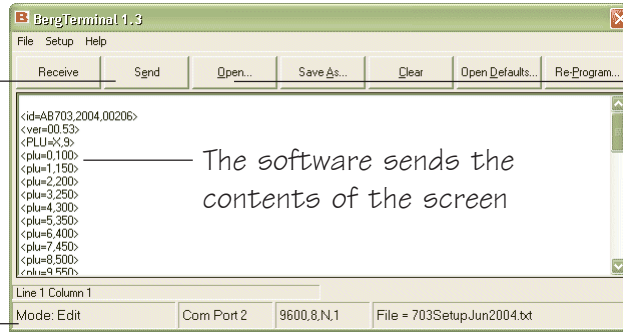 BergTerminal 1.3
File Setup Help
Receive Send Open... Save As... Clear Open Defaults... Re-Program...
<id=AB703,2004,00206>
<ver=00.53>
<PLU=X,9>
<plu=0,100>
<plu=1,150>
<plu=2,200>
<plu=3,250>
<plu=4,300>
<plu=5,350>
<plu=6,400>
<plu=7,450>
<plu=8,500>
<plu=9,550>
The software sends the
contents of the screen
Line 1 Column 1
Mode: Edit Com Port 2 9600,8,N,1 File = 703SetupJun2004.txt